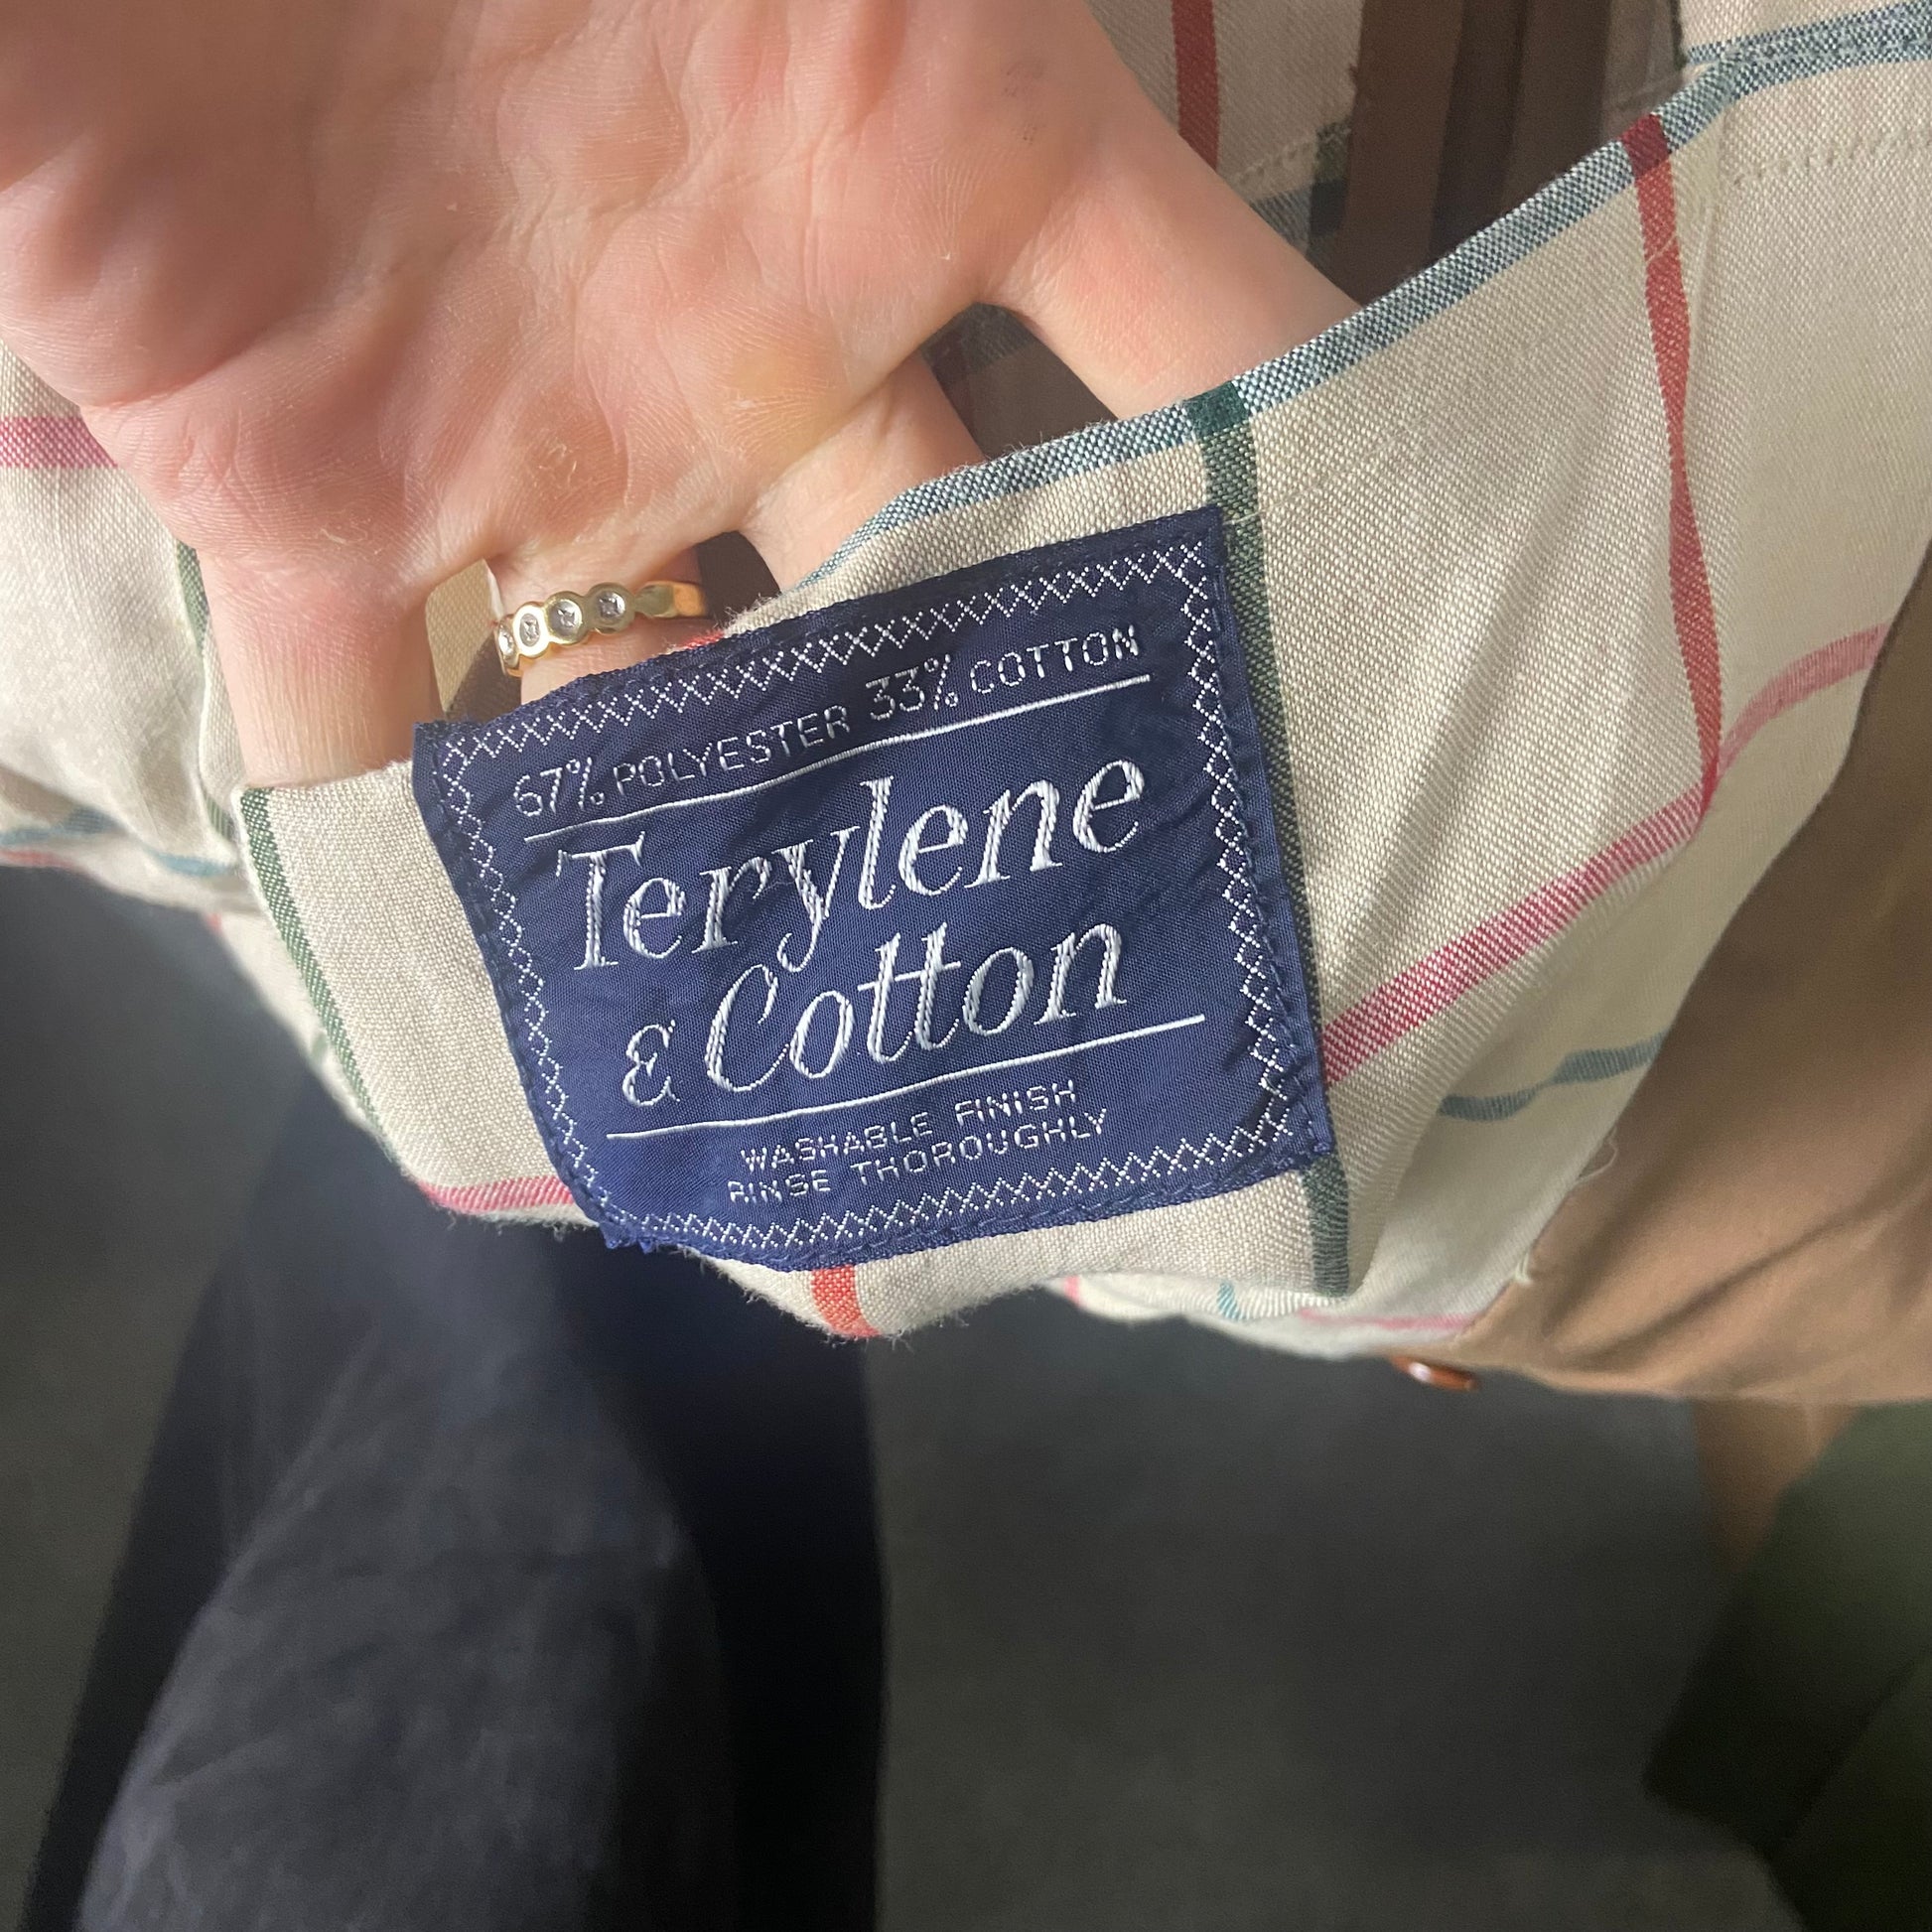 67% POLYESTER 33% COTTON
Terylene
& Cotton
WASHABLE FINISH
RINSE THOROUGHLY